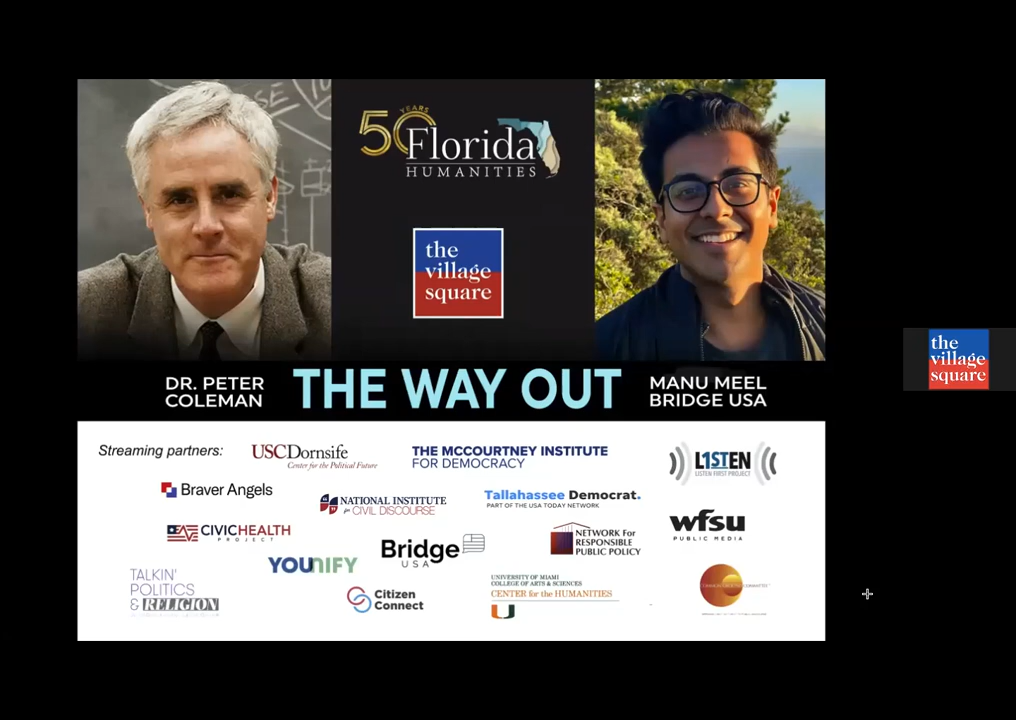 50 YEARS
Florida
HUMANITIES
the
village
square
DR. PETER
COLEMAN
THE WAY OUT
MANU MEEL
BRIDGE USA
the
village
square
Streaming partners:
USCDornsife
Center for the Political Future
THE MCCOURTNEY INSTITUTE
FOR DEMOCRACY
L1STEN
LISTEN FIRST PROJECT
Braver Angels
NATIONAL INSTITUTE
for CIVIL DISCOURSE
Tallahassee Democrat.
PART OF THE USA TODAY NETWORK
wfsu
PUBLIC MEDIA
CIVICHEALTH
PROJECT
Bridge
USA
NETWORK FOR
RESPONSIBLE
PUBLIC POLICY
YOUNIFY
TALKIN'
POLITICS
& RELIGION
Citizen
Connect
UNIVERSITY OF MIAMI
COLLEGE OF ARTS & SCIENCES
CENTER for the HUMANITIES
U